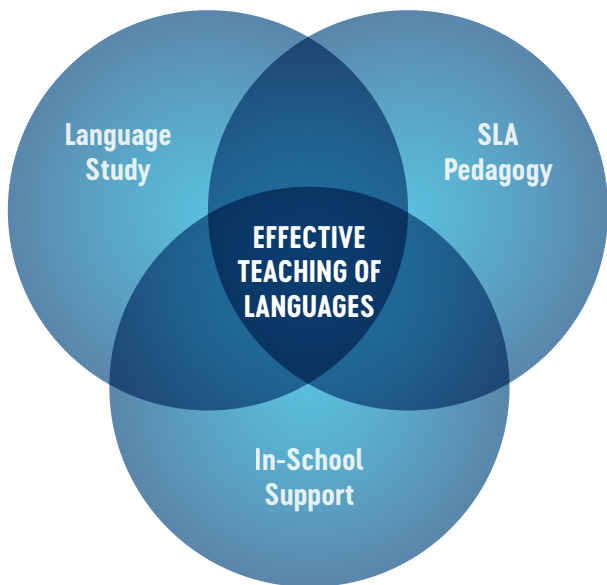 Language
Study
SLA
Pedagogy
EFFECTIVE
TEACHING OF
LANGUAGES
In-School
Support